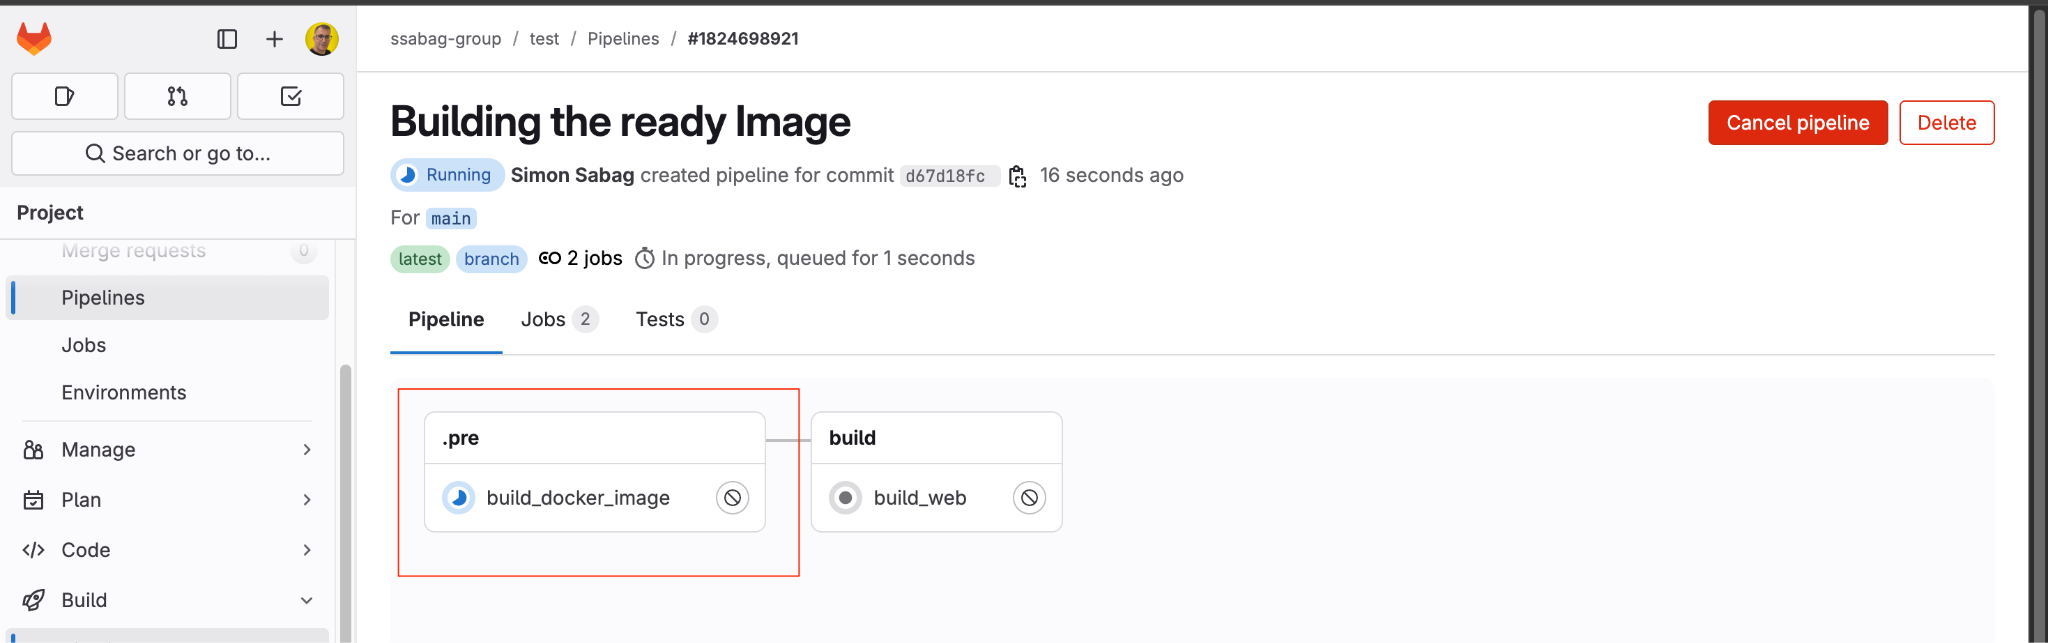 ssabag-group / test / Pipelines / #1824698921
Search or go to...
Project
Merge requests 0
Pipelines
Jobs
Environments
Manage
Plan
Code
Build
Building the ready Image
Cancel pipeline
Delete
Running Simon Sabag created pipeline for commit d67d18fc 16 seconds ago
For main
latest branch 2 jobs In progress, queued for 1 seconds
Pipeline Jobs 2 Tests 0
.pre
build_docker_image
build
build_web